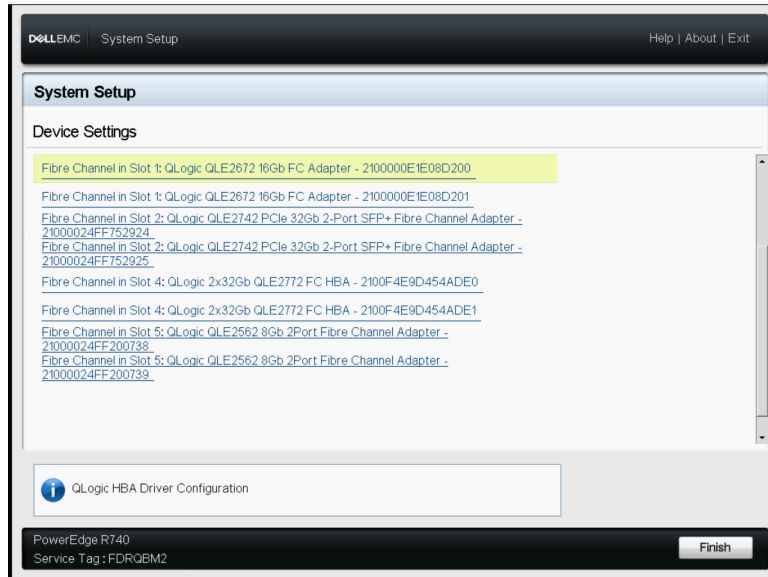 DELLEMC System Setup Help | About | Exit
System Setup
Device Settings
Fibre Channel in Slot 1: QLogic QLE2672 16Gb FC Adapter - 2100000E1E08D200
Fibre Channel in Slot 1: QLogic QLE2672 16Gb FC Adapter - 2100000E1E08D201
Fibre Channel in Slot 2: QLogic QLE2742 PCIe 32Gb 2-Port SFP+ Fibre Channel Adapter -
21000024FF752924
Fibre Channel in Slot 2: QLogic QLE2742 PCIe 32Gb 2-Port SFP+ Fibre Channel Adapter -
21000024FF752925
Fibre Channel in Slot 4: QLogic 2x32Gb QLE2772 FC HBA - 2100F4E9D454ADE0
Fibre Channel in Slot 4: QLogic 2x32Gb QLE2772 FC HBA - 2100F4E9D454ADE1
Fibre Channel in Slot 5: QLogic QLE2562 8Gb 2Port Fibre Channel Adapter -
21000024FF200738
Fibre Channel in Slot 5: QLogic QLE2562 8Gb 2Port Fibre Channel Adapter -
21000024FF200739
QLogic HBA Driver Configuration
PowerEdge R740
Service Tag : FDRQBM2
Finish